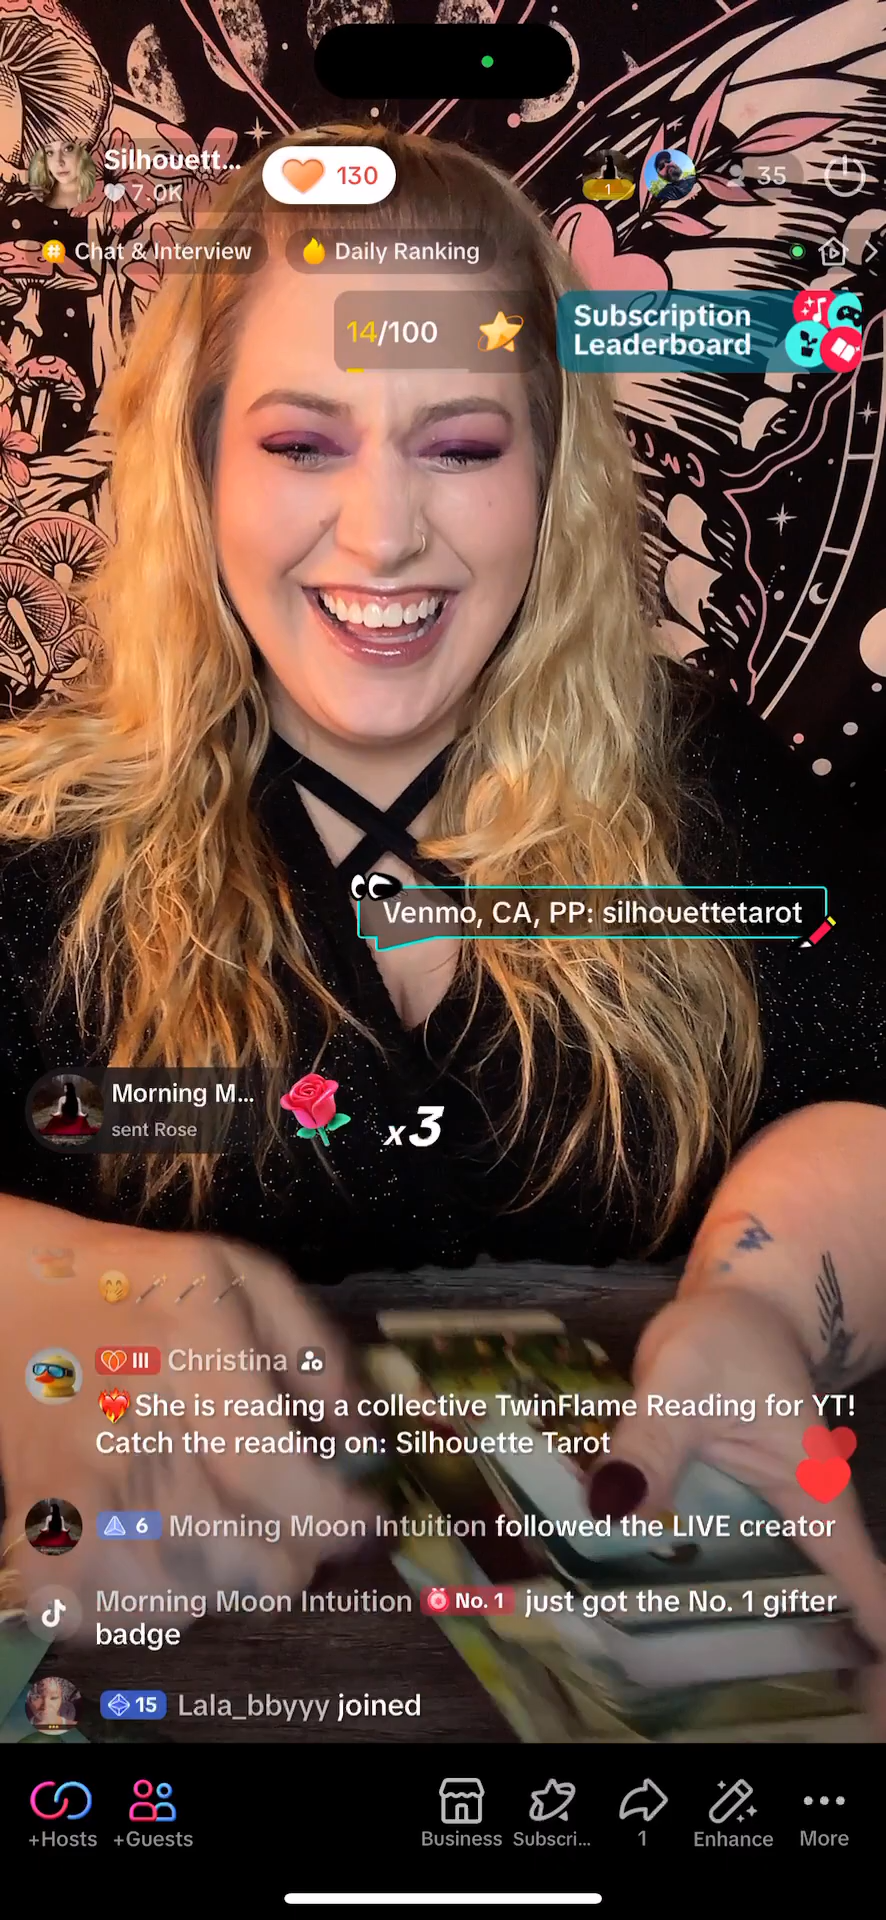 Silhouett...
7.0K
130
1
35
Chat & Interview
Daily Ranking
14/100
Subscription
Leaderboard
Venmo, CA, PP: silhouettetarot
Morning M...
sent Rose
x3
III Christina
She is reading a collective TwinFlame Reading for YT!
Catch the reading on: Silhouette Tarot
6 Morning Moon Intuition followed the LIVE creator
Morning Moon Intuition No. 1 just got the No. 1 gifter
badge
15 Lala_bbyyy joined
+Hosts
+Guests
Business
Subscri...
1
Enhance
More